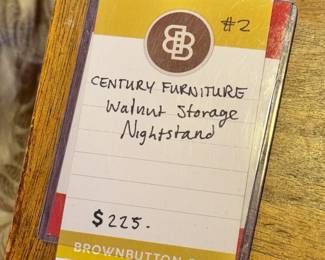 #2
BB
CENTURY FURNITURE
Walnut Storage
Nightstand
$225.
BROWNBUTTON